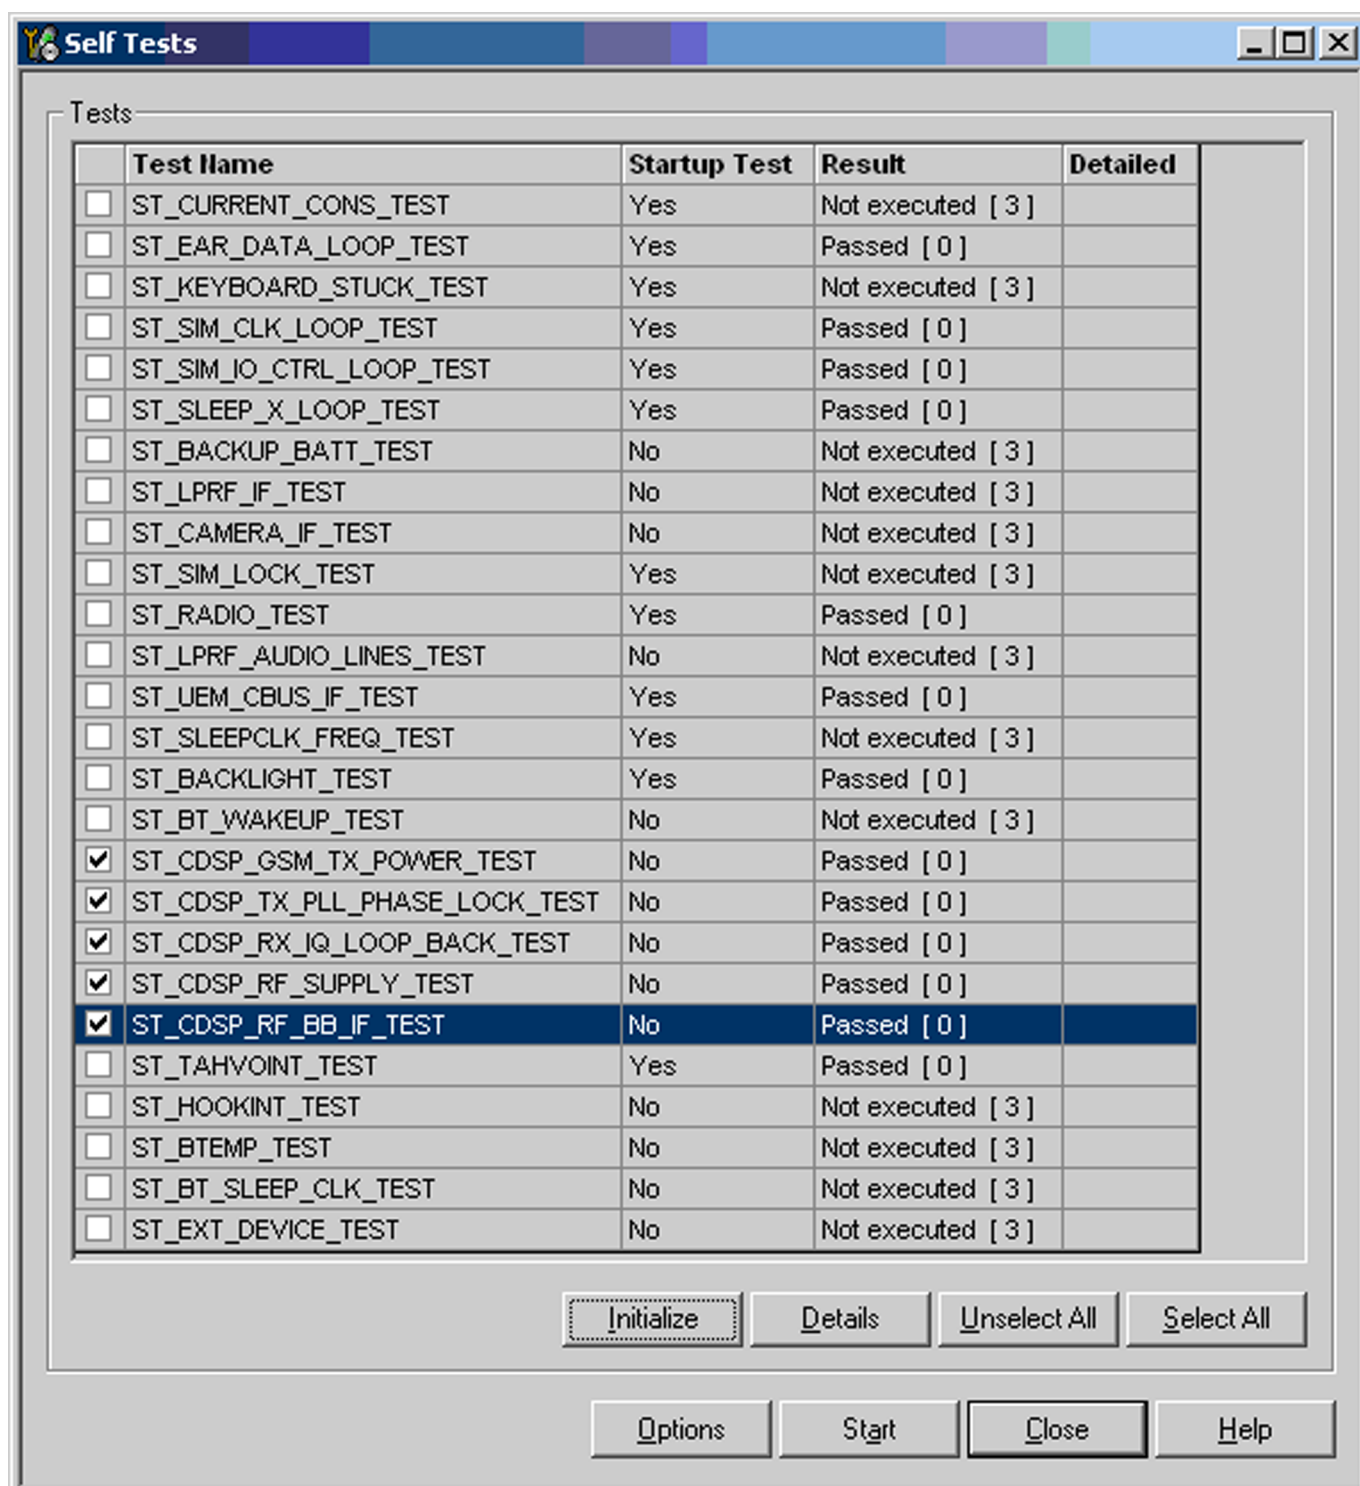 Self Tests
Tests
Test Name Startup Test Result Detailed
ST_CURRENT_CONS_TEST Yes Not executed [ 3 ]
ST_EAR_DATA_LOOP_TEST Yes Passed [ 0 ]
ST_KEYBOARD_STUCK_TEST Yes Not executed [ 3 ]
ST_SIM_CLK_LOOP_TEST Yes Passed [ 0 ]
ST_SIM_IO_CTRL_LOOP_TEST Yes Passed [ 0 ]
ST_SLEEP_X_LOOP_TEST Yes Passed [ 0 ]
ST_BACKUP_BATT_TEST No Not executed [ 3 ]
ST_LPRF_IF_TEST No Not executed [ 3 ]
ST_CAMERA_IF_TEST No Not executed [ 3 ]
ST_SIM_LOCK_TEST Yes Not executed [ 3 ]
ST_RADIO_TEST Yes Passed [ 0 ]
ST_LPRF_AUDIO_LINES_TEST No Not executed [ 3 ]
ST_UEM_CBUS_IF_TEST Yes Passed [ 0 ]
ST_SLEEPCLK_FREQ_TEST Yes Not executed [ 3 ]
ST_BACKLIGHT_TEST Yes Passed [ 0 ]
ST_BT_WAKEUP_TEST No Not executed [ 3 ]
ST_CDSP_GSM_TX_POWER_TEST No Passed [ 0 ]
ST_CDSP_TX_PLL_PHASE_LOCK_TEST No Passed [ 0 ]
ST_CDSP_RX_IQ_LOOP_BACK_TEST No Passed [ 0 ]
ST_CDSP_RF_SUPPLY_TEST No Passed [ 0 ]
ST_CDSP_RF_BB_IF_TEST No Passed [ 0 ]
ST_TAHVOINT_TEST Yes Passed [ 0 ]
ST_HOOKINT_TEST No Not executed [ 3 ]
ST_BTEMP_TEST No Not executed [ 3 ]
ST_BT_SLEEP_CLK_TEST No Not executed [ 3 ]
ST_EXT_DEVICE_TEST No Not executed [ 3 ]
Initialize Details Unselect All Select All
Options Start Close Help